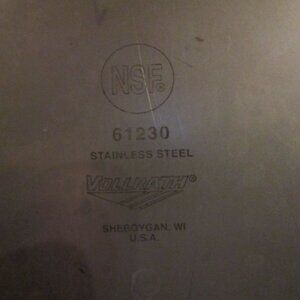 NSF®
61230
STAINLESS STEEL
VOLLRATH®
SHEBOYGAN, WI
U.S.A.